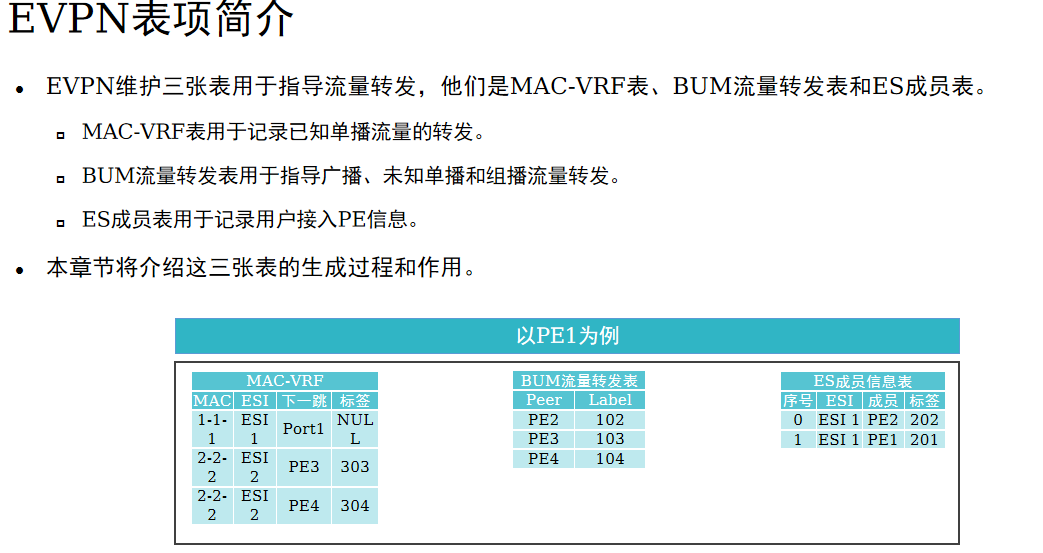 EVPN表项简介
EVPN维护三张表用于指导流量转发，他们是MAC-VRF表、BUM流量转发表和ES成员表。
MAC-VRF表用于记录已知单播流量的转发。
BUM流量转发表用于指导广播、未知单播和组播流量转发。
ES成员表用于记录用户接入PE信息。
本章节将介绍这三张表的生成过程和作用。
以PE1为例
MAC-VRF
MAC ESI 下一跳 标签
1-1-1 ESI 1 Port1 NULL
2-2-2 ESI 2 PE3 303
2-2-2 ESI 2 PE4 304
BUM流量转发表
Peer Label
PE2 102
PE3 103
PE4 104
ES成员信息表
序号 ESI 成员 标签
0 ESI 1 PE2 202
1 ESI 1 PE1 201